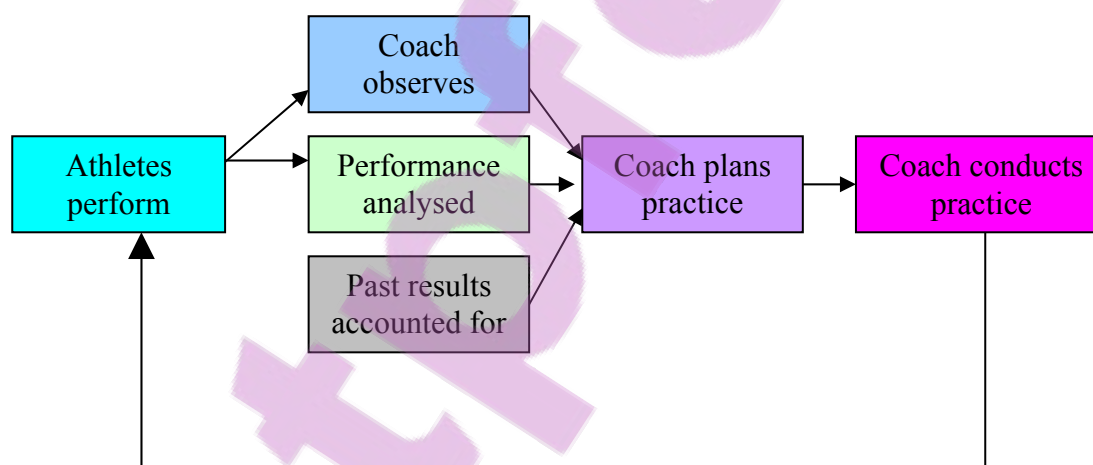 Coach
observes
Athletes
perform
Performance
analysed
Coach plans
practice
Coach conducts
practice
Past results
accounted for